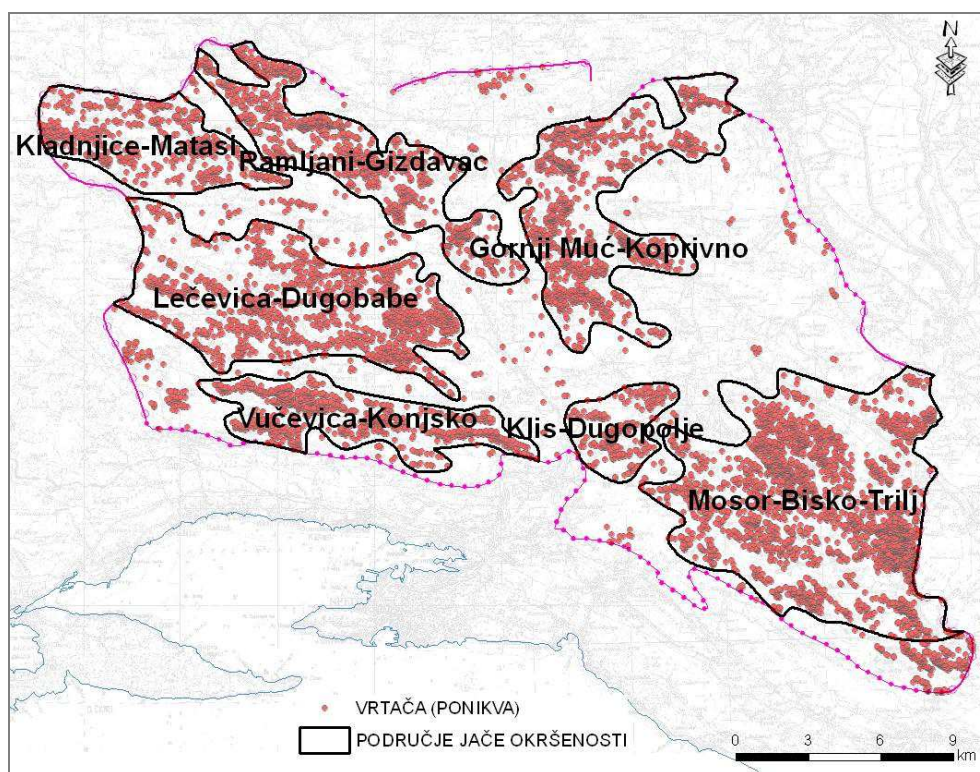 N
Kladnjice-Matasi
Ramljani-Gizdavac
Gornji Muć-Koprivno
Lečevica-Dugobabe
Vučevica-Konjsko
Klis-Dugopolje
Mosor-Bisko-Trilj
VRTAČA (PONIKVA)
PODRUČJE JAČE OKRŠENOSTI
0 3 6 9
km